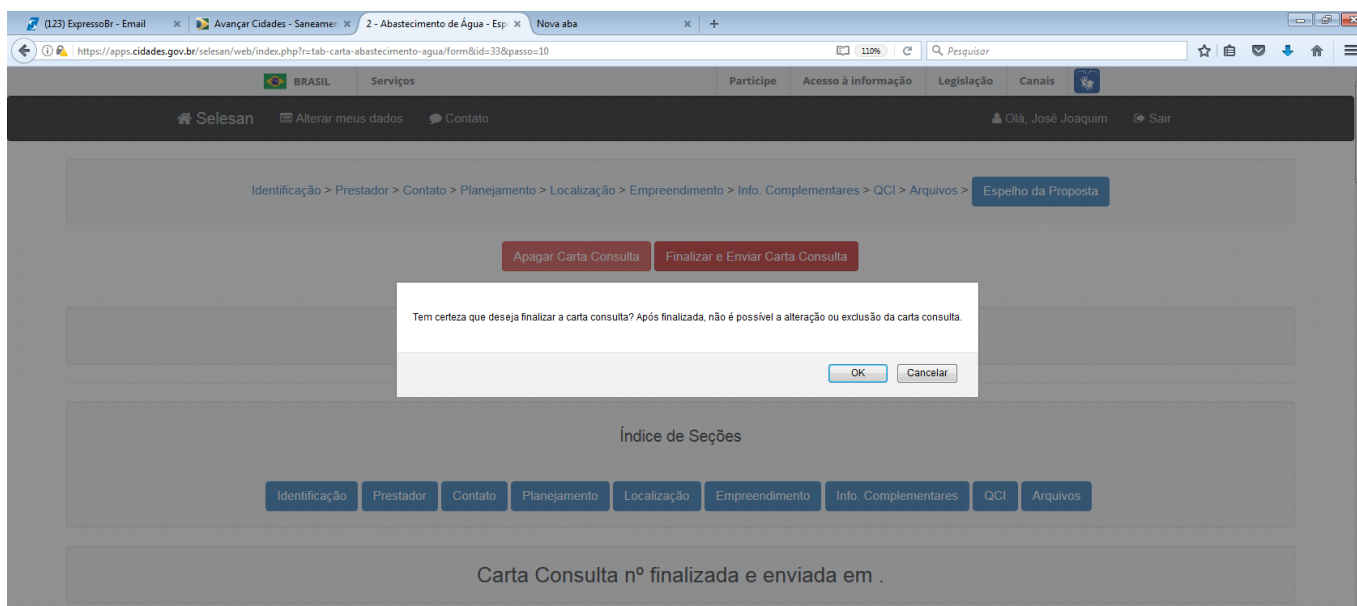 (123) ExpressoBr - Email × Avançar Cidades - Saneamen × 2 - Abastecimento de Água - Esp × Nova aba × +
https://apps.cidades.gov.br/selesan/web/index.php?r=tab-carta-abastecimento-agua/form&id=33&passo=10 110% Pesquisar
BRASIL Serviços Participe Acesso à informação Legislação Canais
Selesan Alterar meus dados Contato Olá, José Joaquim Sair
Identificação > Prestador > Contato > Planejamento > Localização > Empreendimento > Info. Complementares > QCI > Arquivos > Espelho da Proposta
Apagar Carta Consulta Finalizar e Enviar Carta Consulta
Tem certeza que deseja finalizar a carta consulta? Após finalizada, não é possível a alteração ou exclusão da carta consulta.
OK Cancelar
Índice de Seções
Identificação Prestador Contato Planejamento Localização Empreendimento Info. Complementares QCI Arquivos
Carta Consulta nº finalizada e enviada em .